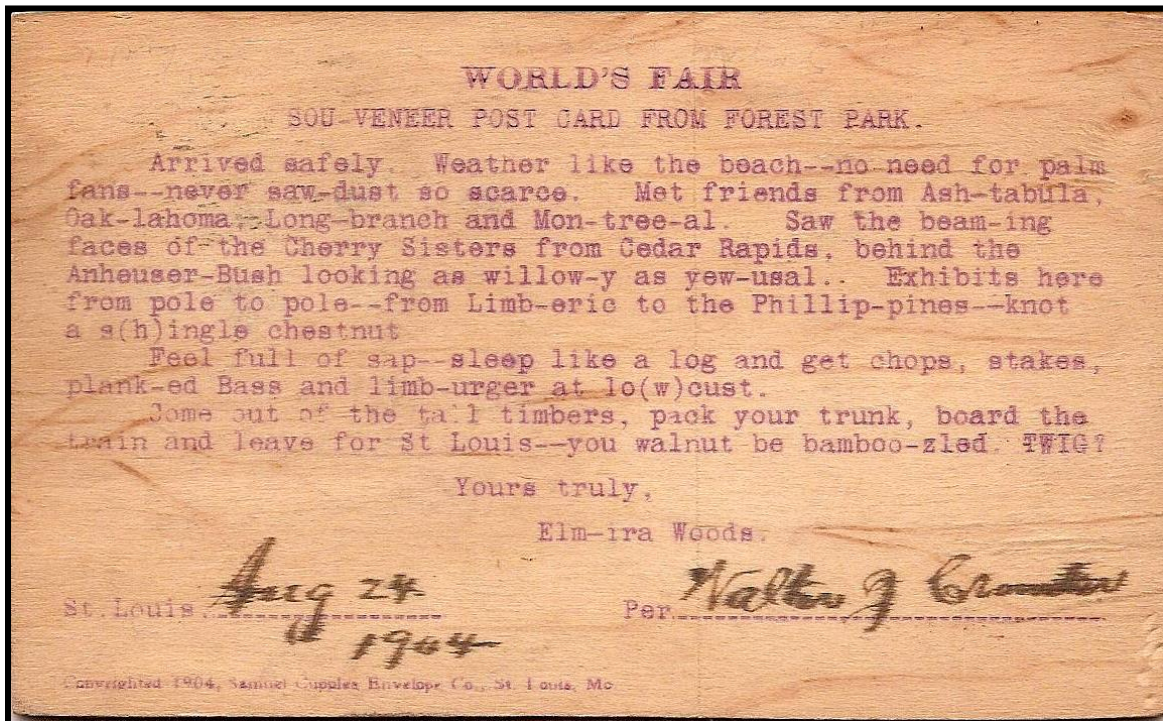 WORLD'S FAIR
SOU-VENEER POST CARD FROM FOREST PARK.
Arrived safely. Weather like the beach--no need for palm
fans--never saw-dust so scarce. Met friends from Ash-tabula,
Oak-lahoma, Long-branch and Mon-tree-al. Saw the beam-ing
faces of the Cherry Sisters from Cedar Rapids, behind the
Anheuser-Bush looking as willow-y as yew-usal.. Exhibits here
from pole to pole--from Limb-eric to the Phillip-pines--knot
a s(h)ingle chestnut
Feel full of sap--sleep like a log and get chops, stakes,
plank-ed Bass and limb-urger at lo(w)cust.
Come out of the tall timbers, pack your trunk, board the
train and leave for St Louis--you walnut be bamboo-zled. TWIG?
Yours truly,
Elm-ira Woods.
St. Louis, Aug 24
1904
Per Walter J
Copyrighted 1904, Samuel Cupples Envelope Co., St. Louis, Mo